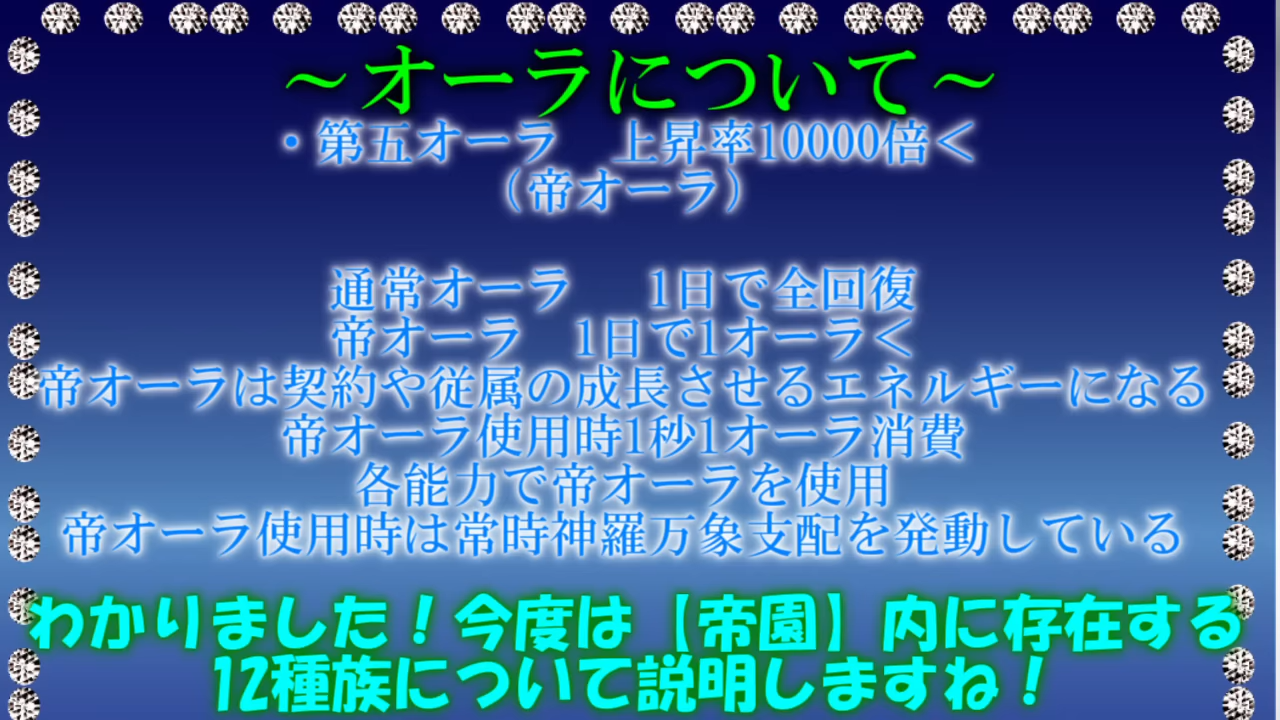 ～オーラについて～
・第五オーラ　上昇率10000倍＜
（帝オーラ）
通常オーラ　1日で全回復
帝オーラ　1日で1オーラ＜
帝オーラは契約や従属の成長させるエネルギーになる
帝オーラ使用時1秒1オーラ消費
各能力で帝オーラを使用
帝オーラ使用時は常時神羅万象支配を発動している
わかりました！今度は【帝園】内に存在する
12種族について説明しますね！